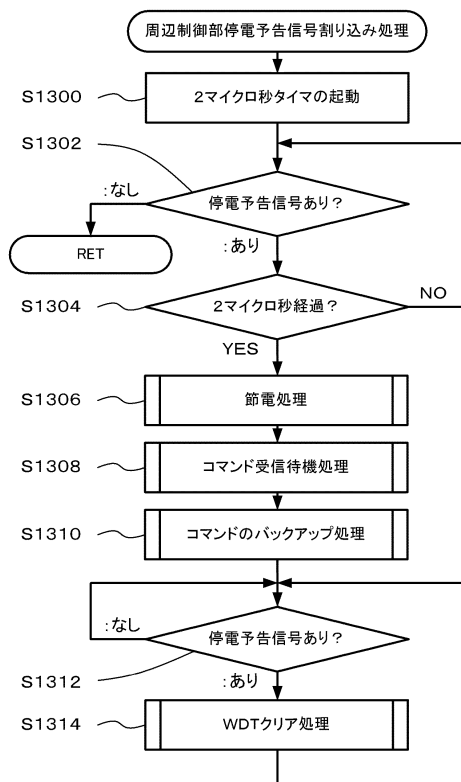 周辺制御部停電予告信号割り込み処理
S1300
2マイクロ秒タイマの起動
S1302
停電予告信号あり？
:なし
RET
:あり
S1304
2マイクロ秒経過？
NO
YES
S1306
節電処理
S1308
コマンド受信待機処理
S1310
コマンドのバックアップ処理
:なし
停電予告信号あり？
S1312
:あり
S1314
WDTクリア処理